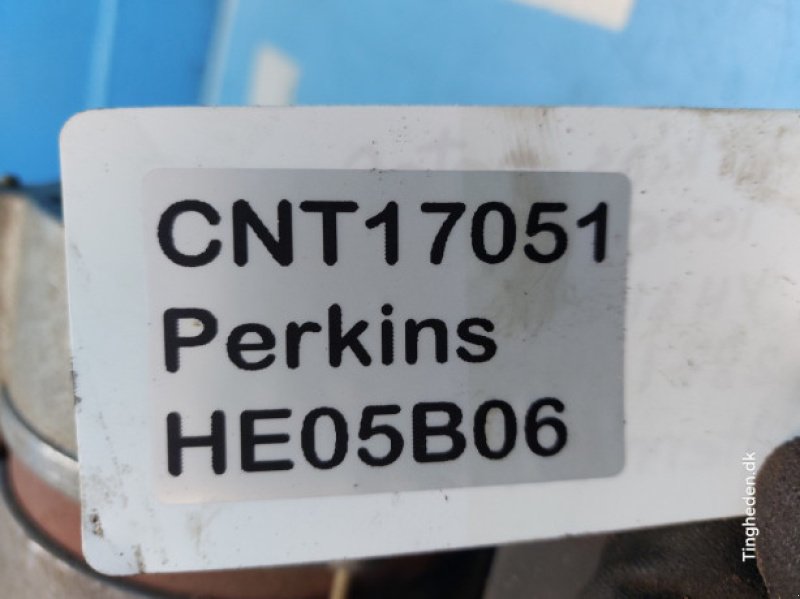 CNT17051
Perkins
HE05B06
Tingheden.dk